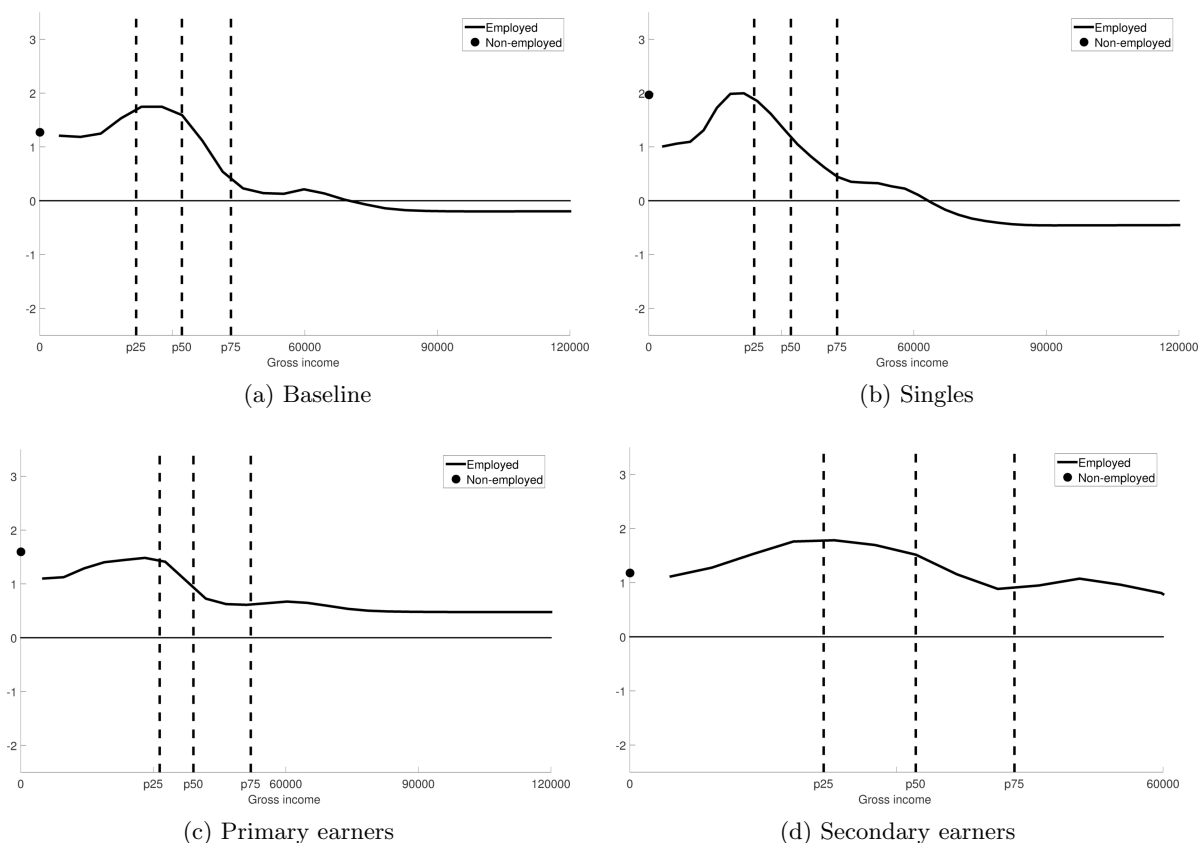 3
2
1
0
-1
-2
Employed
Non-employed
0 p25 p50 p75 60000 90000 120000
Gross income
(a) Baseline
3
2
1
0
-1
-2
Employed
Non-employed
0 p25 p50 p75 60000 90000 120000
Gross income
(b) Singles
3
2
1
0
-1
-2
Employed
Non-employed
0 p25 p50 p75 60000 90000 120000
Gross income
(c) Primary earners
3
2
1
0
-1
-2
Employed
Non-employed
0 p25 p50 p75 60000
Gross income
(d) Secondary earners